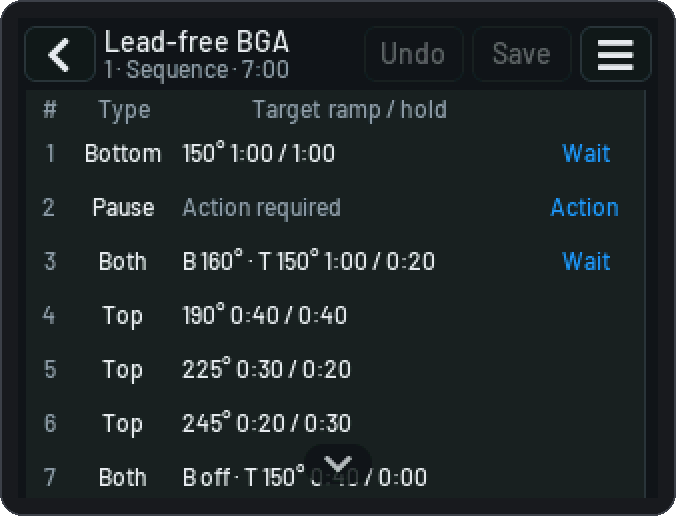 Lead-free BGA
1 · Sequence · 7:00
Undo
Save
# Type Target ramp / hold
1 Bottom 150° 1:00 / 1:00 Wait
2 Pause Action required Action
3 Both B 160° · T 150° 1:00 / 0:20 Wait
4 Top 190° 0:40 / 0:40
5 Top 225° 0:30 / 0:20
6 Top 245° 0:20 / 0:30
7 Both B off · T 150° 0:40 / 0:00